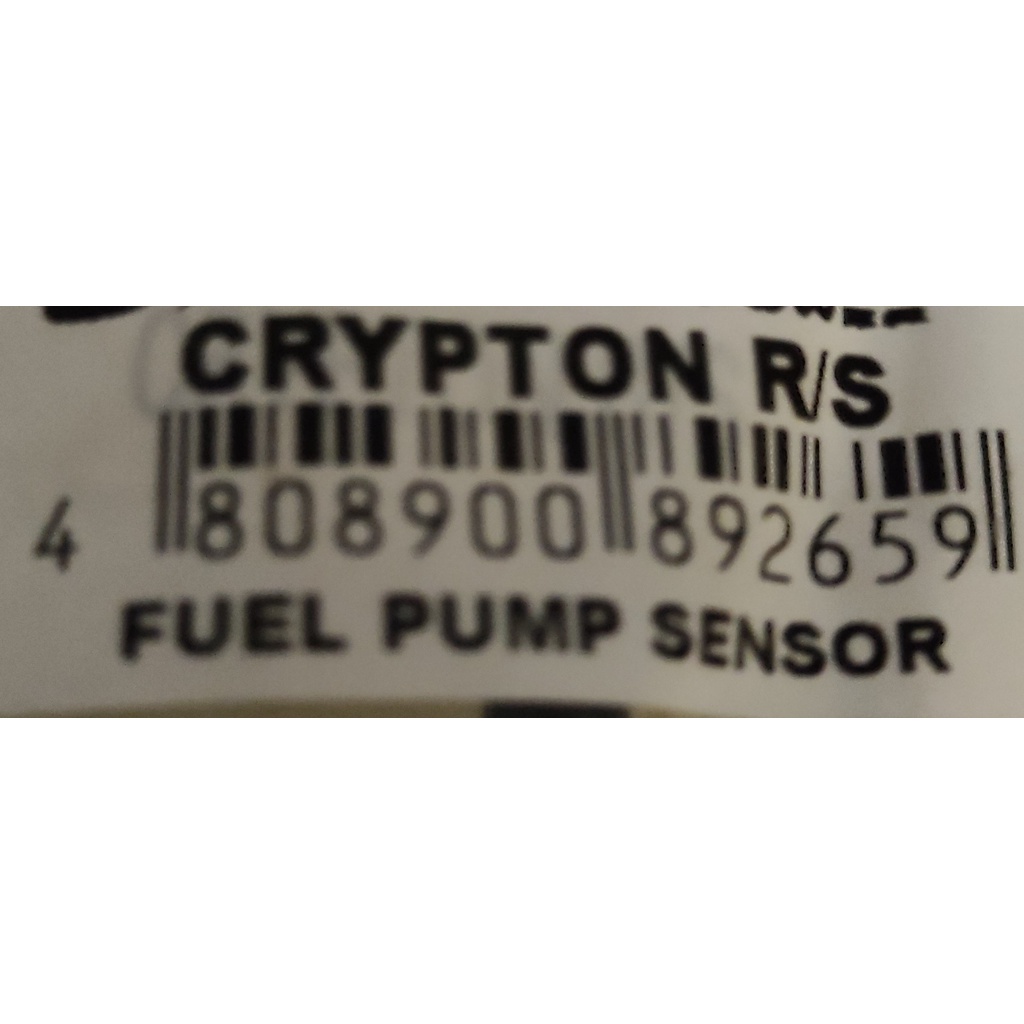 CRYPTON R/S
4 808900 892659
FUEL PUMP SENSOR